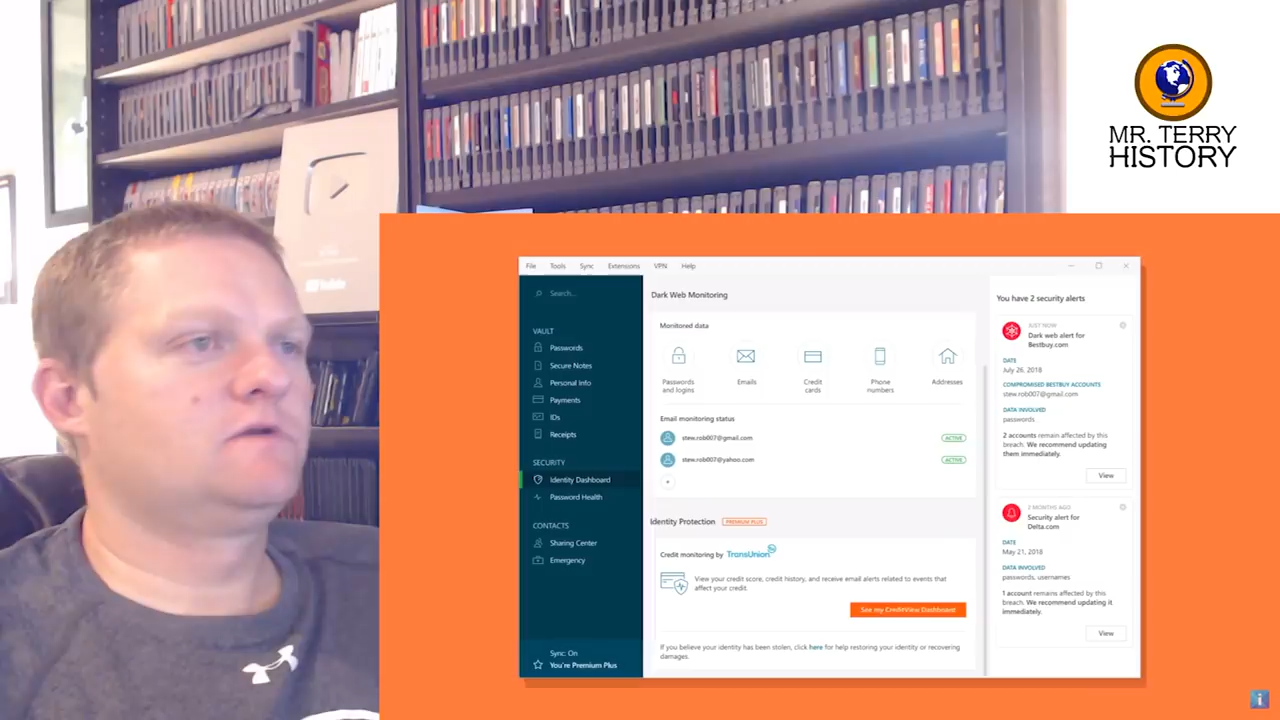 MR. TERRY
HISTORY
YouTube
File Tools Sync Extensions VPN Help
Search...
VAULT
Passwords
Secure Notes
Personal Info
Payments
IDs
Receipts
SECURITY
Identity Dashboard
Password Health
CONTACTS
Sharing Center
Emergency
Sync: On
You're Premium Plus
Dark Web Monitoring
Monitored data
Passwords
and logins
Emails
Credit
cards
Phone
numbers
Addresses
Email monitoring status
stew.rob007@gmail.com
ACTIVE
stew.rob007@yahoo.com
ACTIVE
Identity Protection
PREMIUM PLUS
Credit monitoring by TransUnion
View your credit score, credit history, and receive email alerts related to events that
affect your credit.
See my CreditView Dashboard
If you believe your identity has been stolen, click here for help restoring your identity or recovering
damages.
You have 2 security alerts
JUST NOW
Dark web alert for
Bestbuy.com
DATE
July 26, 2018
COMPROMISED BESTBUY ACCOUNTS
stew.rob007@gmail.com
DATA INVOLVED
passwords
2 accounts remain affected by this
breach. We recommend updating
them immediately.
View
2 MONTHS AGO
Security alert for
Delta.com
DATE
May 21, 2018
DATA INVOLVED
passwords, usernames
1 account remains affected by this
breach. We recommend updating it
immediately.
View